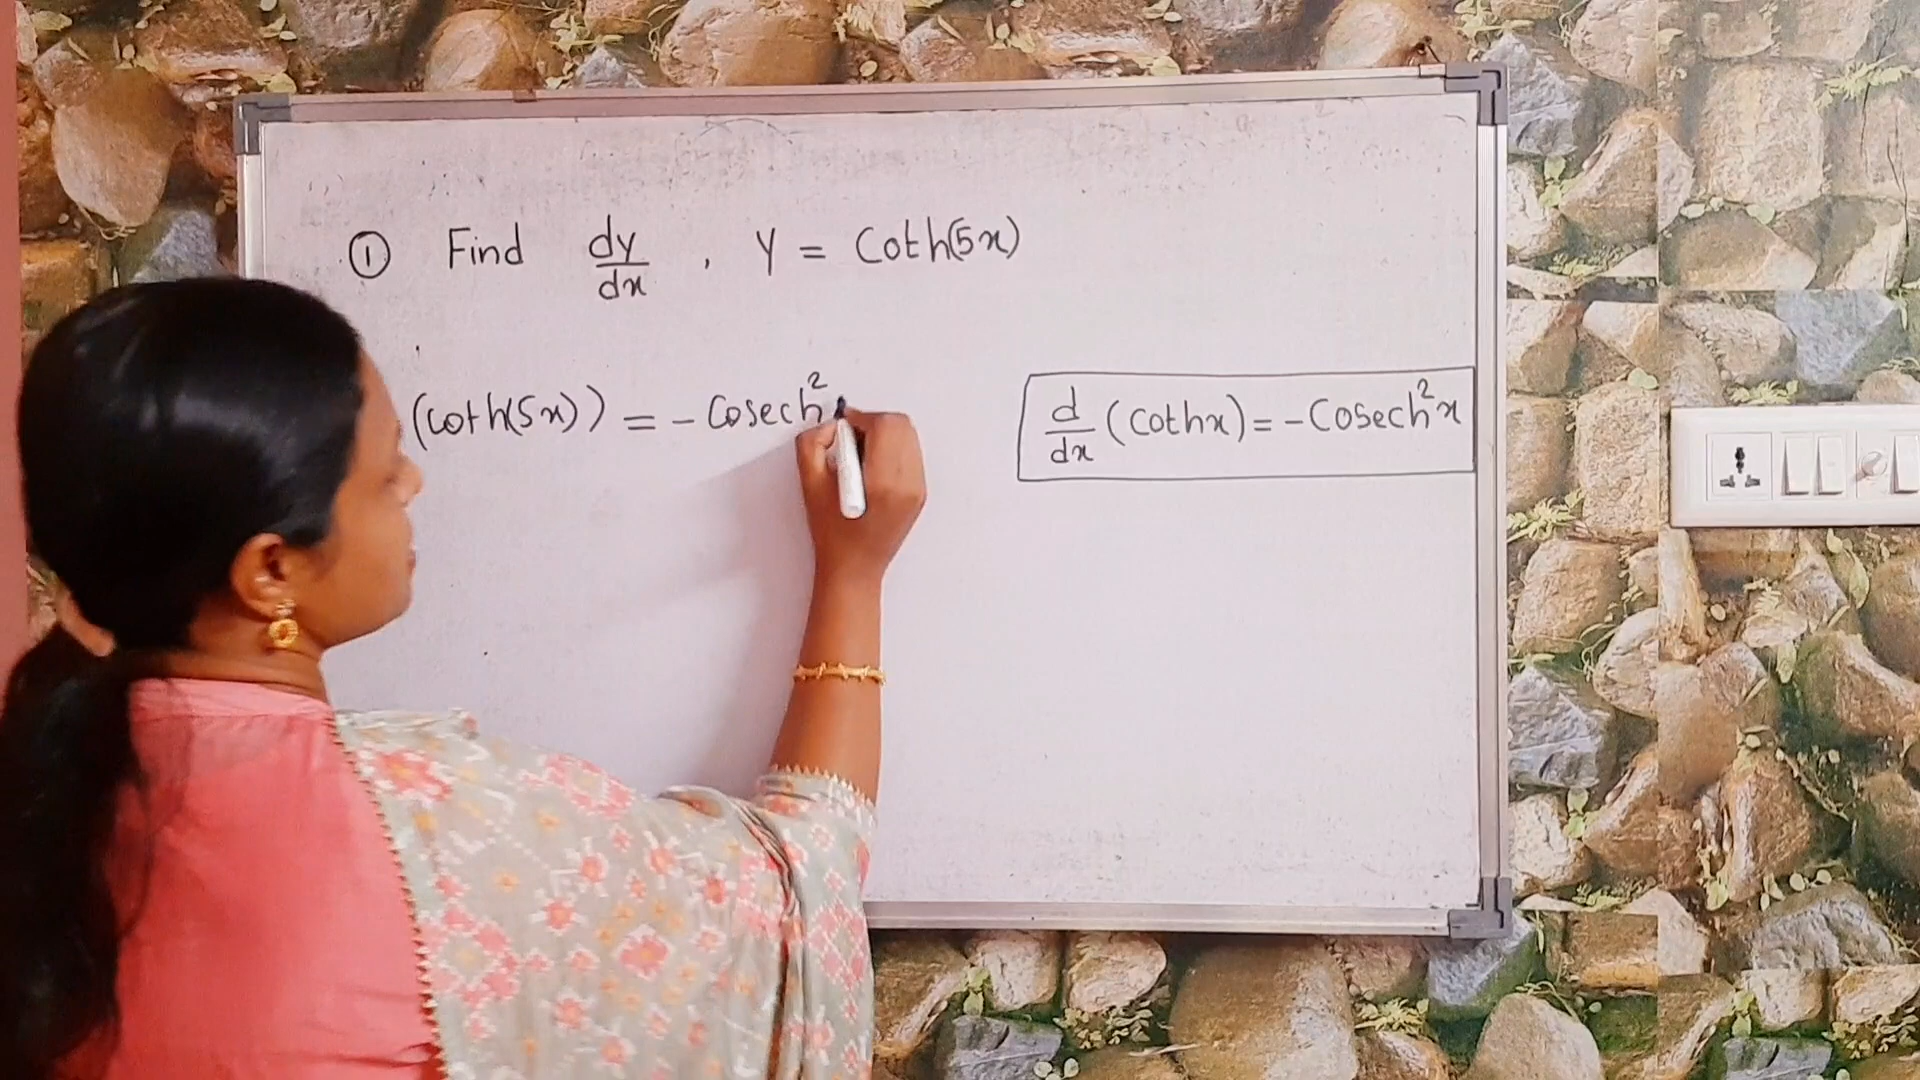 ① Find dy/dx , y = Coth(5x)
(coth(5x)) = - Cosech²
d/dx (Cothx) = - Cosech²x